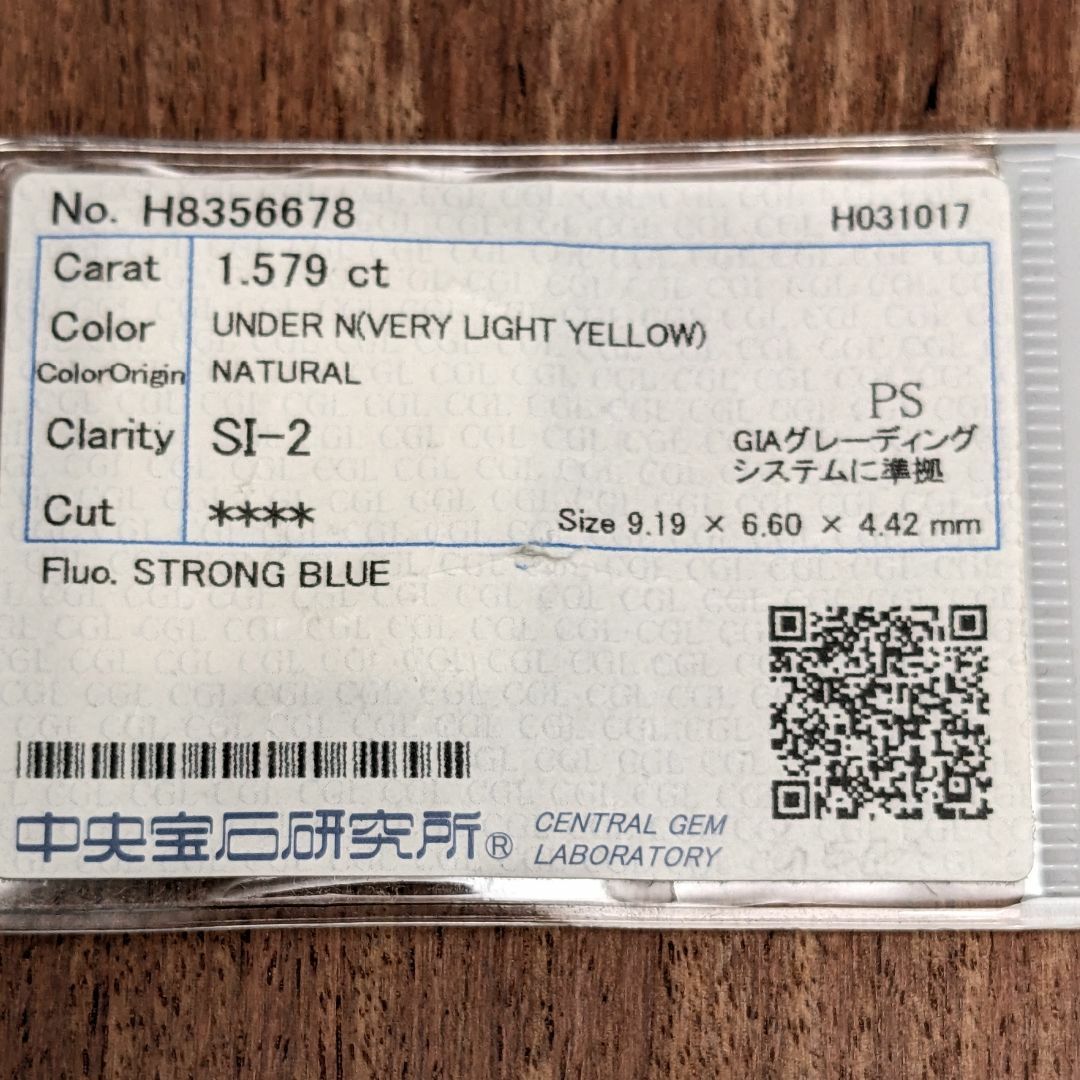 No. H8356678
H031017
Carat 1.579 ct
Color UNDER N(VERY LIGHT YELLOW)
ColorOrigin NATURAL
PS
Clarity SI-2
GIAグレーディング
システムに準拠
Cut ****
Size 9.19 × 6.60 × 4.42 mm
Fluo. STRONG BLUE
中央宝石研究所® CENTRAL GEM
LABORATORY